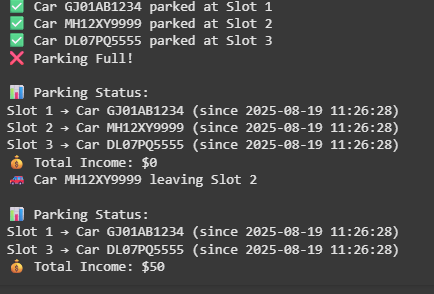 ✅ Car GJ01AB1234 parked at Slot 1
✅ Car MH12XY9999 parked at Slot 2
✅ Car DL07PQ5555 parked at Slot 3
❌ Parking Full!

📊 Parking Status:
Slot 1 → Car GJ01AB1234 (since 2025-08-19 11:26:28)
Slot 2 → Car MH12XY9999 (since 2025-08-19 11:26:28)
Slot 3 → Car DL07PQ5555 (since 2025-08-19 11:26:28)
💰 Total Income: $0
🚗 Car MH12XY9999 leaving Slot 2

📊 Parking Status:
Slot 1 → Car GJ01AB1234 (since 2025-08-19 11:26:28)
Slot 3 → Car DL07PQ5555 (since 2025-08-19 11:26:28)
💰 Total Income: $50